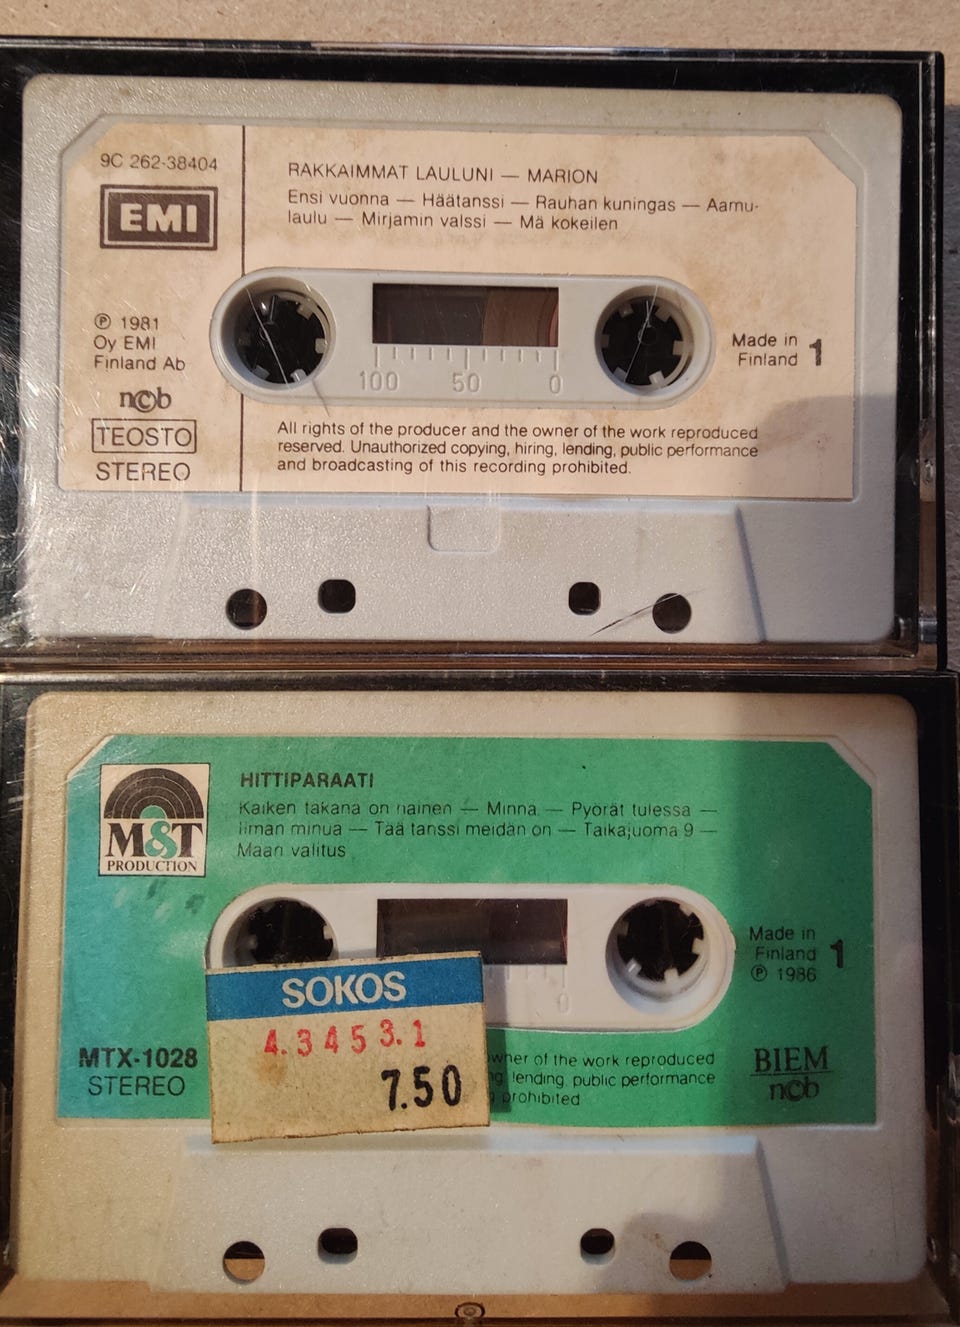 9C 262-38404
EMI
RAKKAIMMAT LAULUNI — MARION
Ensi vuonna — Häätanssi — Rauhan kuningas — Aamu-
laulu — Mirjamin valssi — Mä kokeilen
℗ 1981
Oy EMI
Finland Ab
ncb
TEOSTO
STEREO
100 50 0
Made in
Finland 1
All rights of the producer and the owner of the work reproduced
reserved. Unauthorized copying, hiring, lending, public performance
and broadcasting of this recording prohibited.
M&T
PRODUCTION
HITTIPARAATI
Kaiken takana on nainen — Minna — Pyörät tulessa —
Ilman minua — Tää tanssi meidän on — Taikajuoma 9 —
Maan valitus
Made in
Finland 1
℗ 1986
0
SOKOS
4.3453.1
7.50
MTX-1028
STEREO
owner of the work reproduced
lending, public performance
prohibited
BIEM
ncb